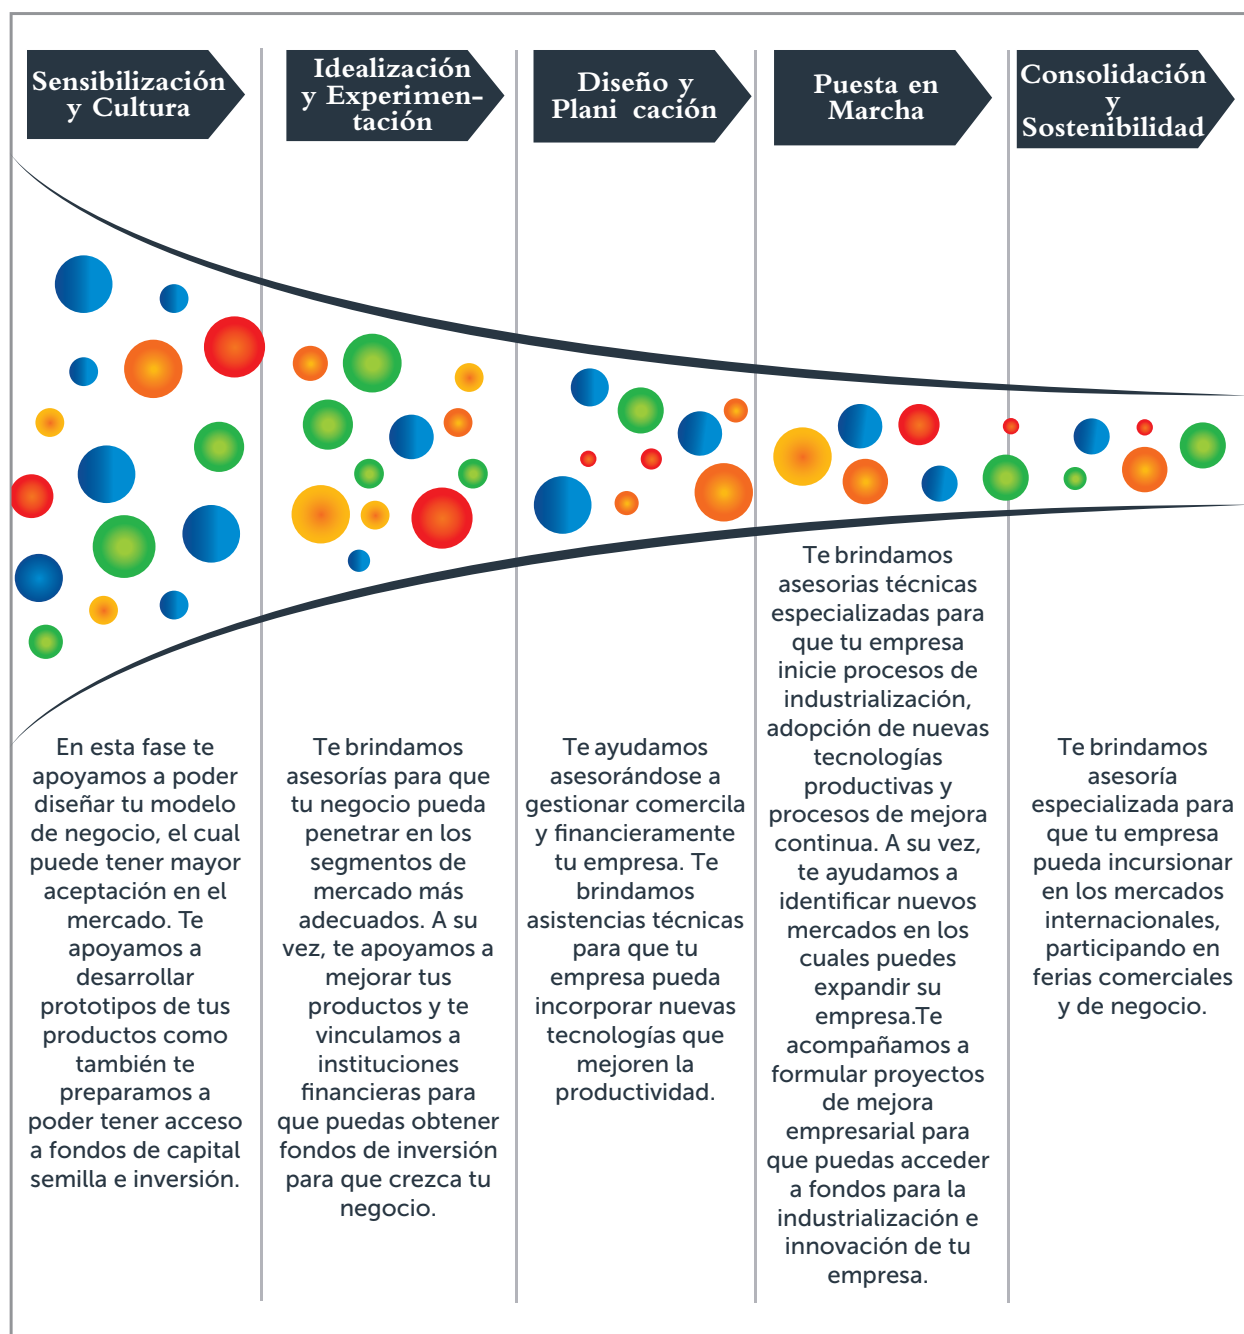 Sensibilización
y Cultura
Idealización
y Experimen-
tación
Diseño y
Plani cación
Puesta en
Marcha
Consolidación
y
Sostenibilidad
En esta fase te
apoyamos a poder
diseñar tu modelo
de negocio, el cual
puede tener mayor
aceptación en el
mercado. Te
apoyamos a
desarrollar
prototipos de tus
productos como
también te
preparamos a
poder tener acceso
a fondos de capital
semilla e inversión.
Te brindamos
asesorías para que
tu negocio pueda
penetrar en los
segmentos de
mercado más
adecuados. A su
vez, te apoyamos a
mejorar tus
productos y te
vinculamos a
instituciones
financieras para
que puedas obtener
fondos de inversión
para que crezca tu
negocio.
Te ayudamos
asesorándose a
gestionar comercila
y financieramente
tu empresa. Te
brindamos
asistencias técnicas
para que tu
empresa pueda
incorporar nuevas
tecnologías que
mejoren la
productividad.
Te brindamos
asesorias técnicas
especializadas para
que tu empresa
inicie procesos de
industrialización,
adopción de nuevas
tecnologías
productivas y
procesos de mejora
continua. A su vez,
te ayudamos a
identificar nuevos
mercados en los
cuales puedes
expandir su
empresa.Te
acompañamos a
formular proyectos
de mejora
empresarial para
que puedas acceder
a fondos para la
industrialización e
innovación de tu
empresa.
Te brindamos
asesoría
especializada para
que tu empresa
pueda incursionar
en los mercados
internacionales,
participando en
ferias comerciales
y de negocio.